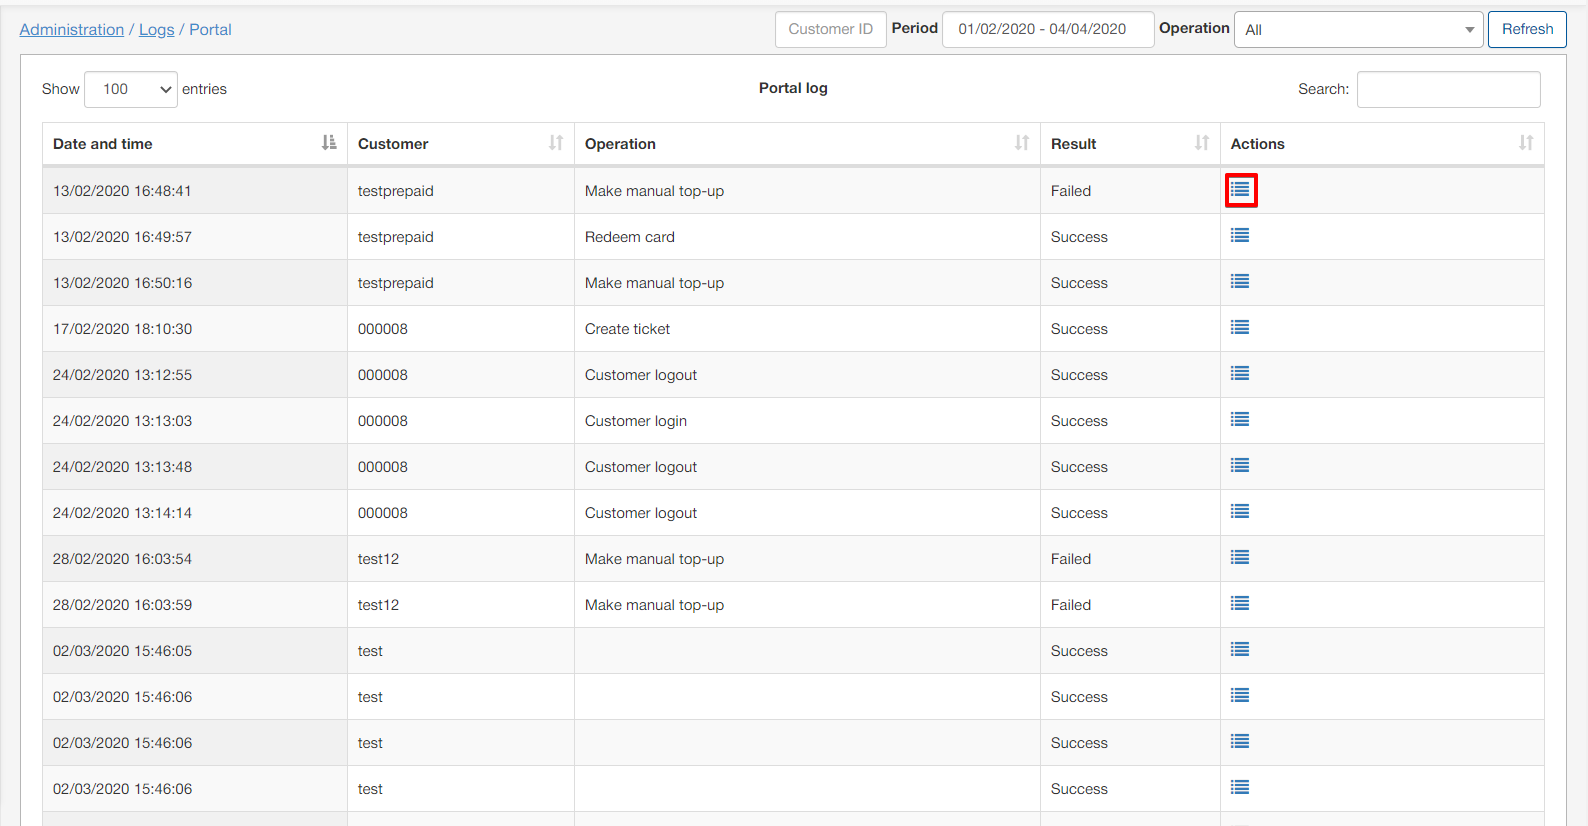 Administration / Logs / Portal Customer ID Period 01/02/2020 - 04/04/2020 Operation All Refresh
Show 100 entries Portal log Search:
Date and time Customer Operation Result Actions
13/02/2020 16:48:41 testprepaid Make manual top-up Failed
13/02/2020 16:49:57 testprepaid Redeem card Success
13/02/2020 16:50:16 testprepaid Make manual top-up Success
17/02/2020 18:10:30 000008 Create ticket Success
24/02/2020 13:12:55 000008 Customer logout Success
24/02/2020 13:13:03 000008 Customer login Success
24/02/2020 13:13:48 000008 Customer logout Success
24/02/2020 13:14:14 000008 Customer logout Success
28/02/2020 16:03:54 test12 Make manual top-up Failed
28/02/2020 16:03:59 test12 Make manual top-up Failed
02/03/2020 15:46:05 test Success
02/03/2020 15:46:06 test Success
02/03/2020 15:46:06 test Success
02/03/2020 15:46:06 test Success